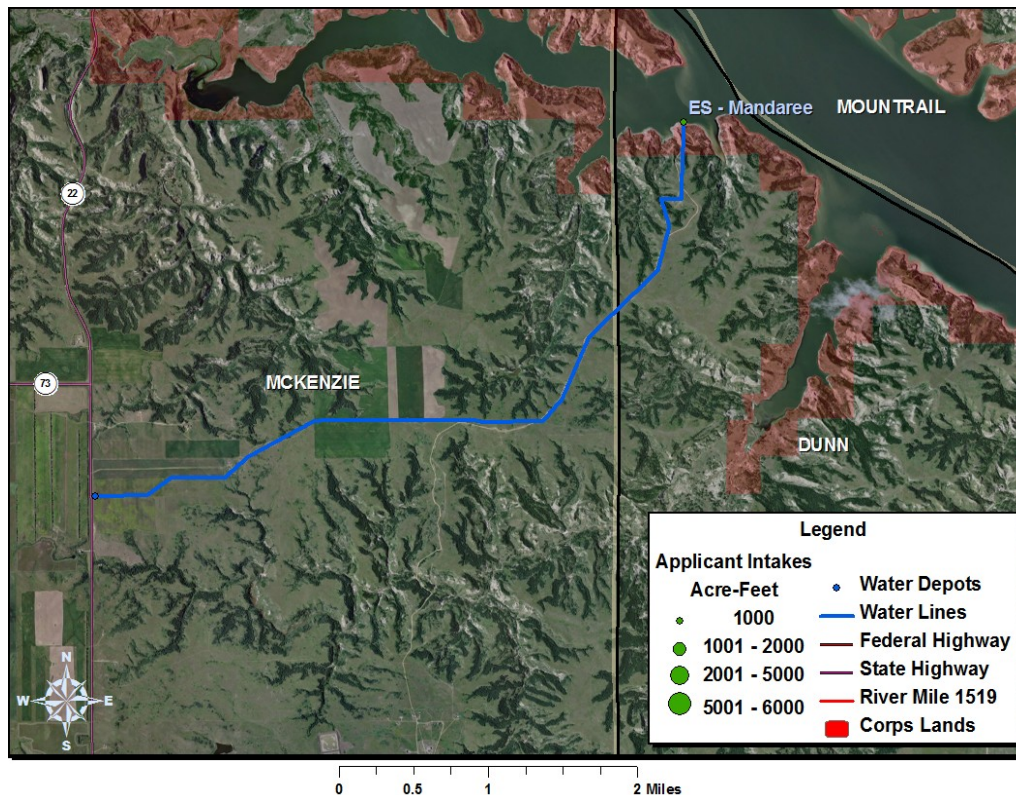 ES - Mandaree
MOUNTRAIL
22
73
MCKENZIE
DUNN
Legend
Applicant Intakes
Acre-Feet
1000
1001 - 2000
2001 - 5000
5001 - 6000
Water Depots
Water Lines
Federal Highway
State Highway
River Mile 1519
Corps Lands
N
W E
S
0 0.5 1 2 Miles